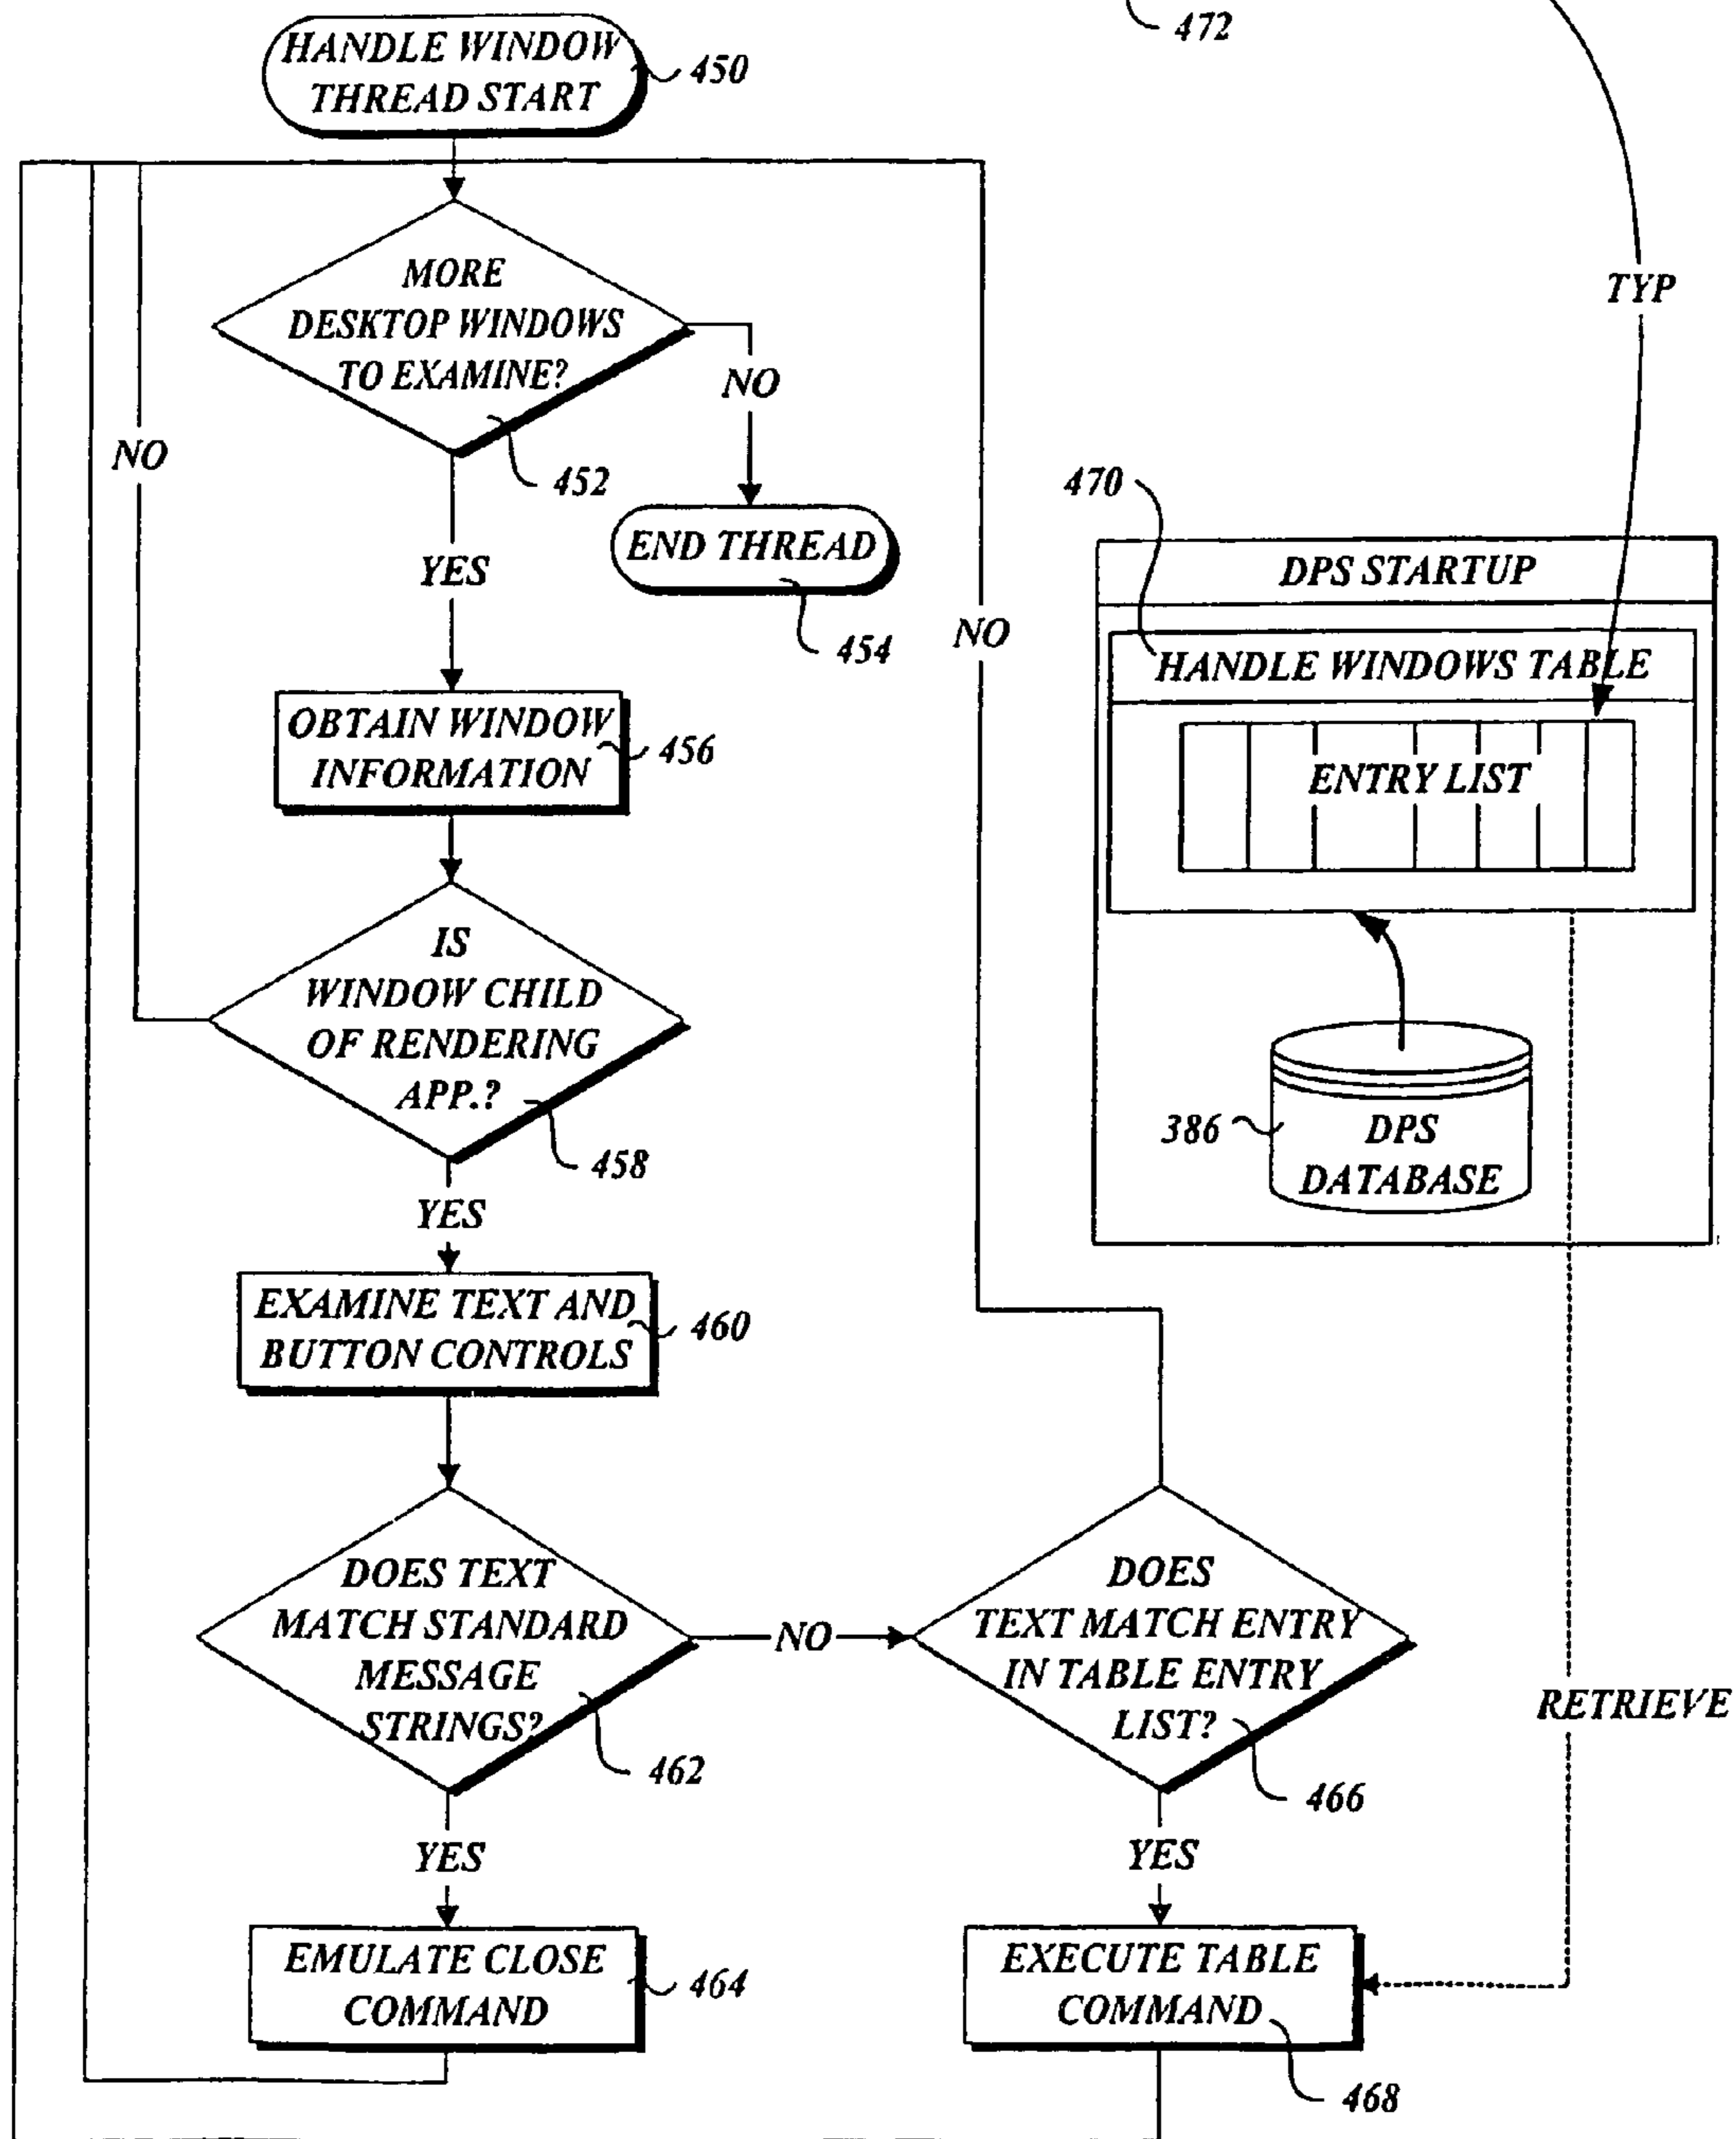 472
HANDLE WINDOW
THREAD START
450
MORE
DESKTOP WINDOWS
TO EXAMINE?
452
NO
END THREAD
454
NO
YES
NO
TYP
OBTAIN WINDOW
INFORMATION
456
IS
WINDOW CHILD
OF RENDERING
APP.?
458
YES
EXAMINE TEXT AND
BUTTON CONTROLS
460
DOES TEXT
MATCH STANDARD
MESSAGE
STRINGS?
462
NO
YES
EMULATE CLOSE
COMMAND
464
DOES
TEXT MATCH ENTRY
IN TABLE ENTRY
LIST?
466
YES
EXECUTE TABLE
COMMAND
468
470
DPS STARTUP
HANDLE WINDOWS TABLE
ENTRY LIST
386
DPS
DATABASE
RETRIEVE